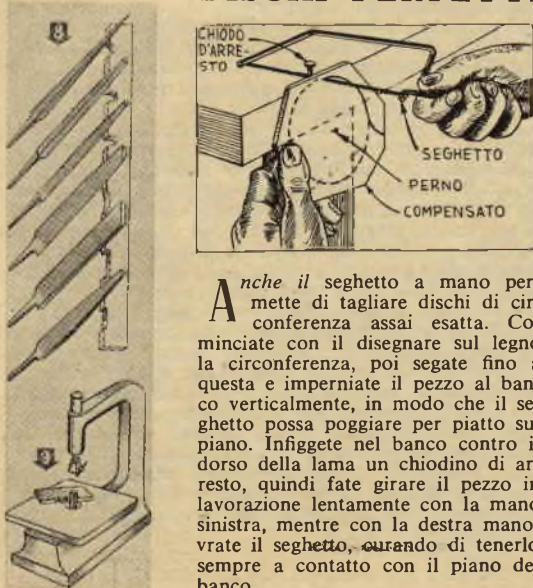 8
9
CHIODO
D'ARRE-
STO
SEGHETTO
PERNO
COMPENSATO
Anche il seghetto a mano per
mette di tagliare dischi di cir
conferenza assai esatta. Co
minciate con il disegnare sul legno
la circonferenza, poi segate fino a
questa e imperniate il pezzo al ban
co verticalmente, in modo che il se
ghetto possa poggiare per piatto su
piano. Infiggete nel banco contro i
dorso della lama un chiodino di ar
resto, quindi fate girare il pezzo in
lavorazione lentamente con la mano
sinistra, mentre con la destra mano
vrate il seghetto, curando di tenerlo
sempre a contatto con il piano de
banco.